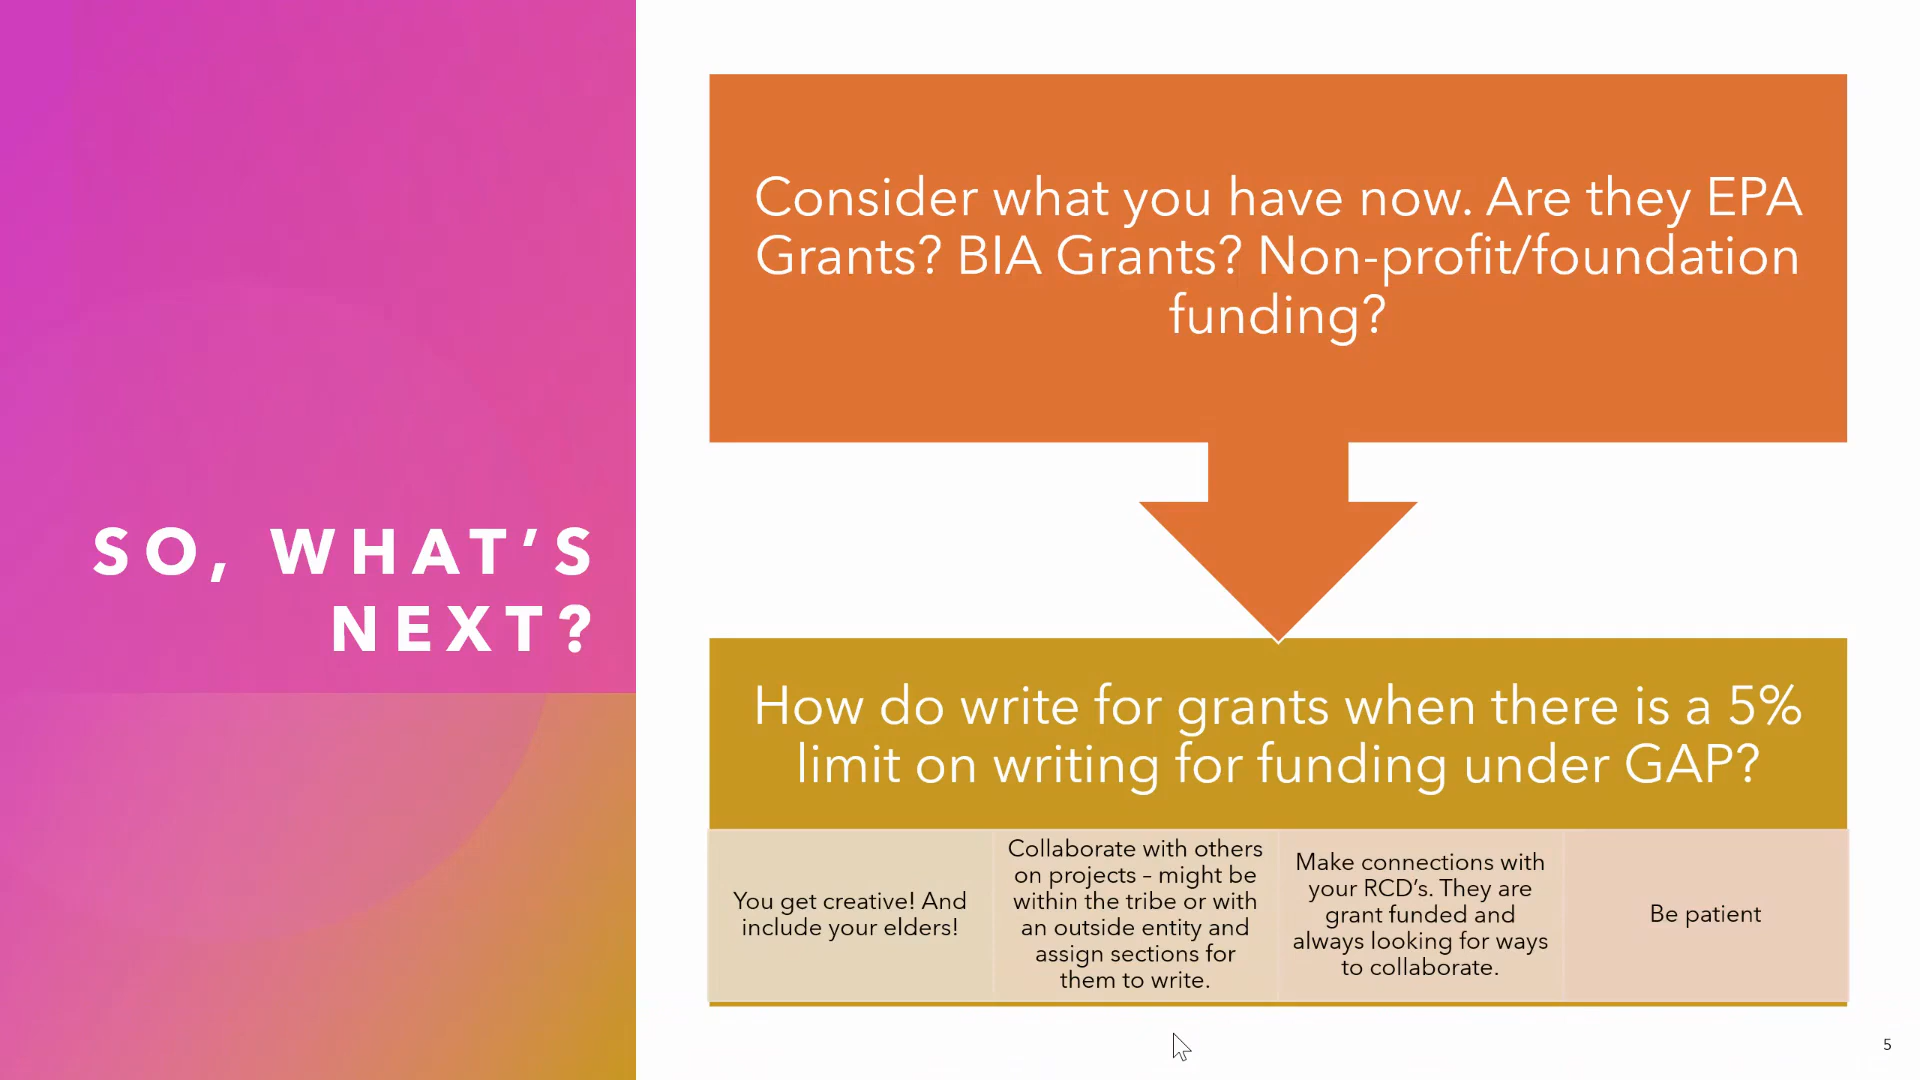 SO, WHAT’S
NEXT?
Consider what you have now. Are they EPA
Grants? BIA Grants? Non-profit/foundation
funding?
How do write for grants when there is a 5%
limit on writing for funding under GAP?
You get creative! And
include your elders!
Collaborate with others
on projects – might be
within the tribe or with
an outside entity and
assign sections for
them to write.
Make connections with
your RCD’s. They are
grant funded and
always looking for ways
to collaborate.
Be patient
5